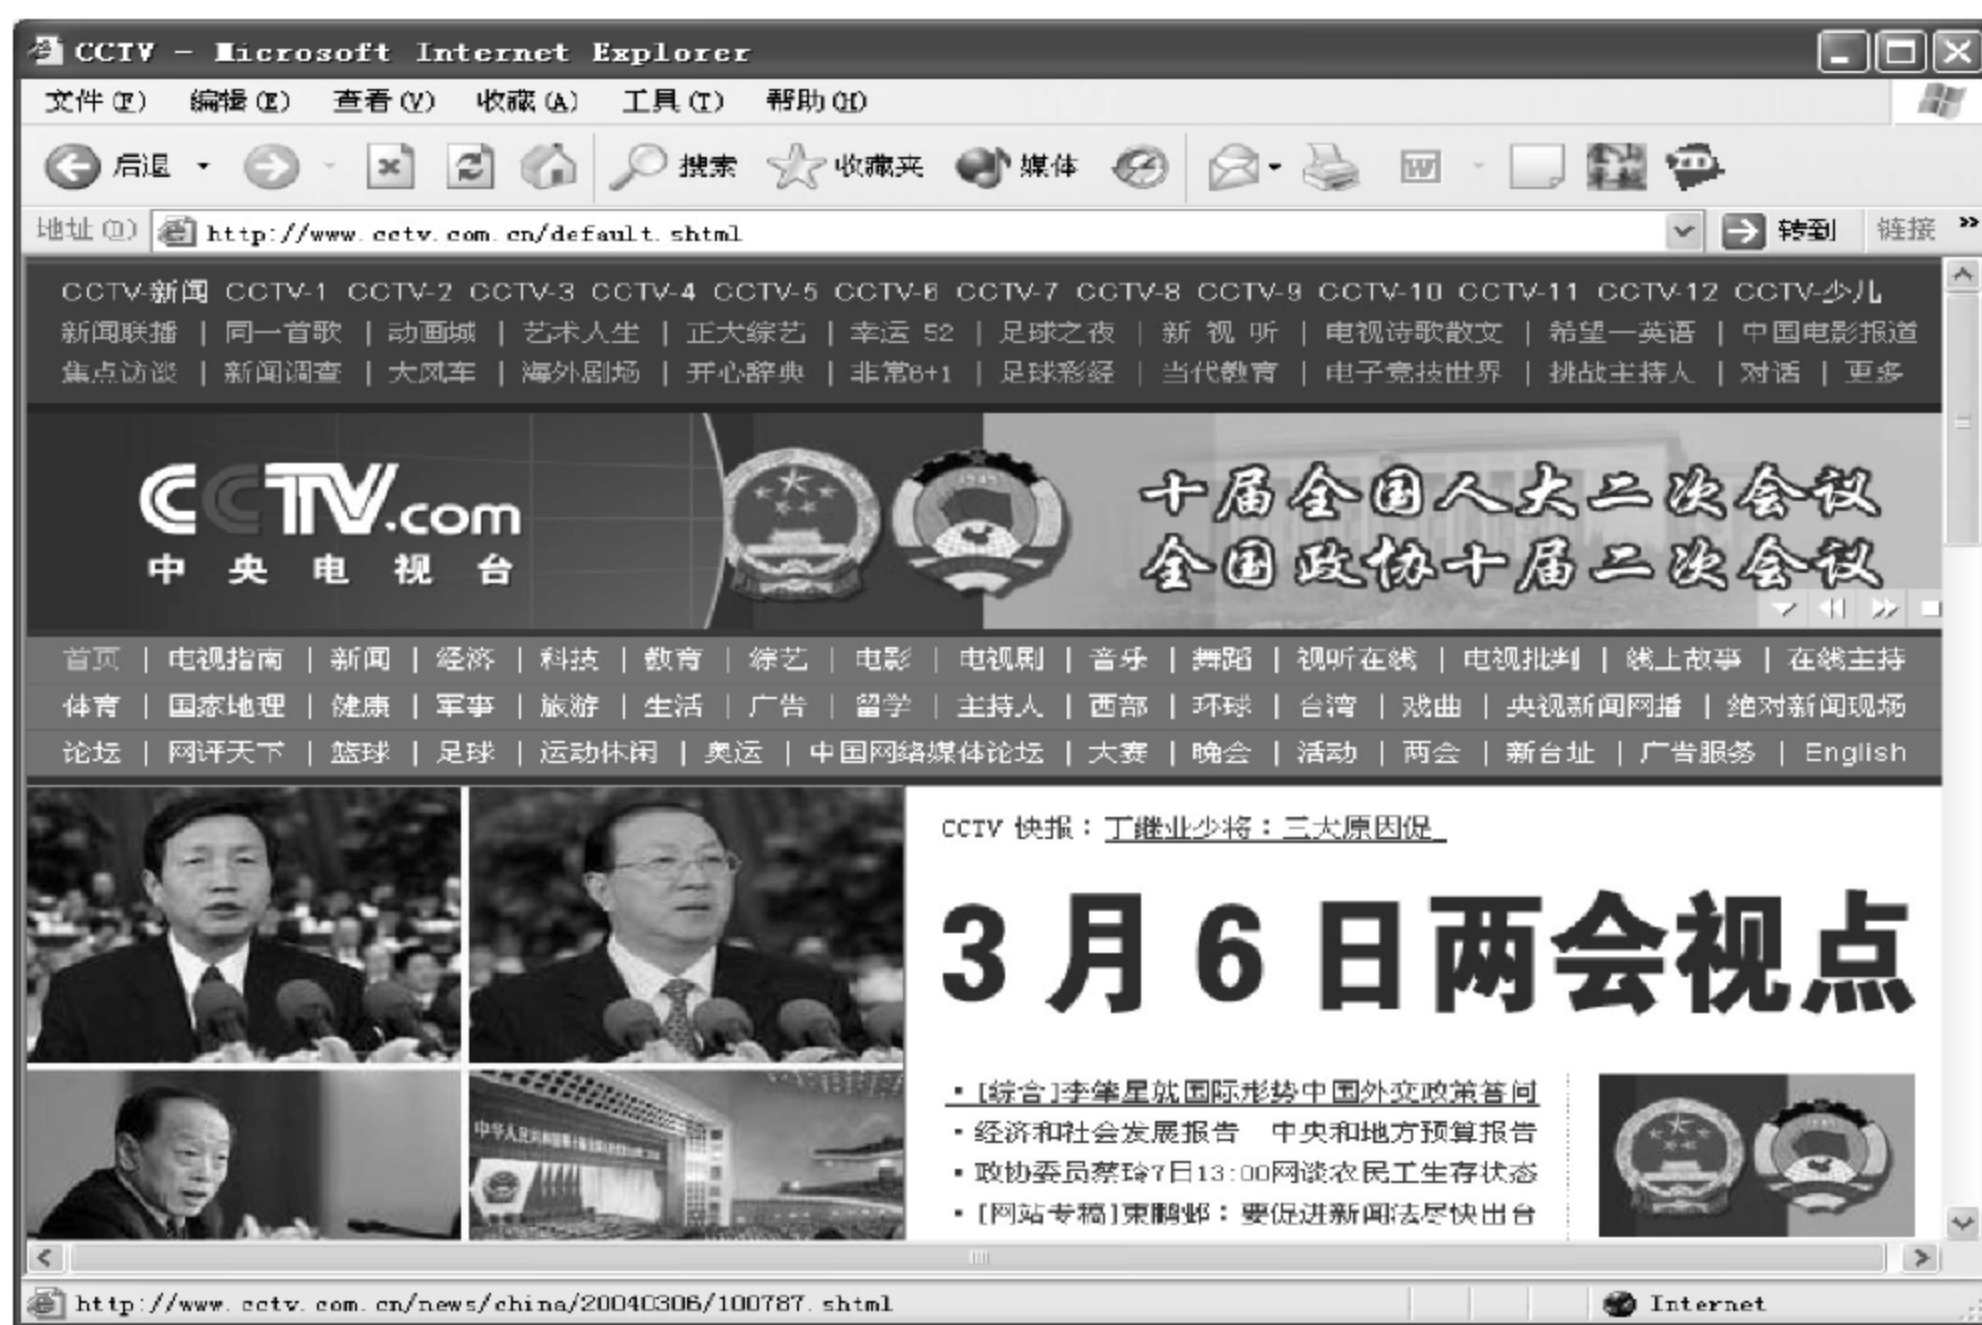 CCTV - Microsoft Internet Explorer
文件(F) 编辑(E) 查看(V) 收藏(A) 工具(T) 帮助(H)
后退 搜索 收藏夹 媒体
地址(D) http://www.cctv.com.cn/default.shtml 转到 链接 »
CCTV-新闻 CCTV-1 CCTV-2 CCTV-3 CCTV-4 CCTV-5 CCTV-6 CCTV-7 CCTV-8 CCTV-9 CCTV-10 CCTV-11 CCTV-12 CCTV-少儿
新闻联播 | 同一首歌 | 动画城 | 艺术人生 | 正大综艺 | 幸运 52 | 足球之夜 | 新 视 听 | 电视诗歌散文 | 希望—英语 | 中国电影报道
焦点访谈 | 新闻调查 | 大风车 | 海外剧场 | 开心辞典 | 非常6+1 | 足球彩经 | 当代教育 | 电子竞技世界 | 挑战主持人 | 对话 | 更多
CCTV.com
中央电视台
十届全国人大二次会议
全国政协十届二次会议
首页 | 电视指南 | 新闻 | 经济 | 科技 | 教育 | 综艺 | 电影 | 电视剧 | 音乐 | 舞蹈 | 视听在线 | 电视批判 | 线上故事 | 在线主持
体育 | 国家地理 | 健康 | 军事 | 旅游 | 生活 | 广告 | 留学 | 主持人 | 西部 | 环球 | 台湾 | 戏曲 | 央视新闻网播 | 绝对新闻现场
论坛 | 网评天下 | 篮球 | 足球 | 运动休闲 | 奥运 | 中国网络媒体论坛 | 大赛 | 晚会 | 活动 | 两会 | 新台址 | 广告服务 | English
CCTV 快报：丁继业少将：三大原因促_
3月6日两会视点
▪ [综合]李肇星就国际形势中国外交政策答问
▪ 经济和社会发展报告 中央和地方预算报告
▪ 政协委员蔡玲7日13:00网谈农民工生存状态
▪ [网站专稿]束鹏邺：要促进新闻法尽快出台
http://www.cctv.com.cn/news/china/20040306/100787.shtml Internet